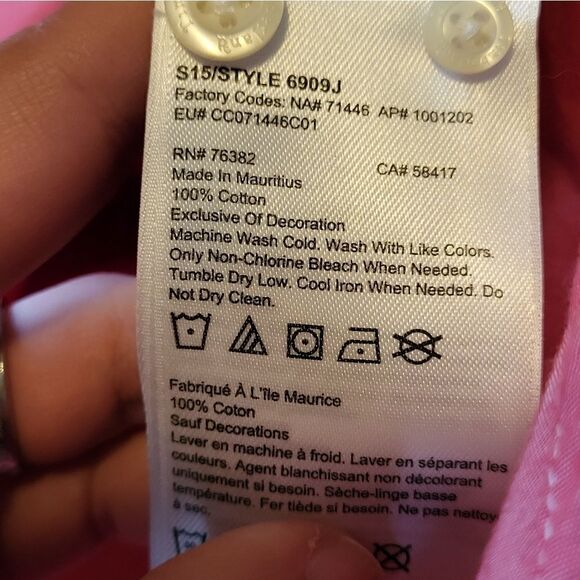 S15/STYLE 6909J
Factory Codes: NA# 71446 AP# 1001202
EU# CC071446C01
RN# 76382 CA# 58417
Made In Mauritius
100% Cotton
Exclusive Of Decoration
Machine Wash Cold. Wash With Like Colors.
Only Non-Chlorine Bleach When Needed.
Tumble Dry Low. Cool Iron When Needed. Do
Not Dry Clean.
Fabriqué À L'île Maurice
100% Coton
Sauf Decorations
Laver en machine à froid. Laver en séparant les
couleurs. Agent blanchissant non décolorant
uniquement si besoin. Sèche-linge basse
température. Fer tiède si besoin. Ne pas nettoy
à sec.